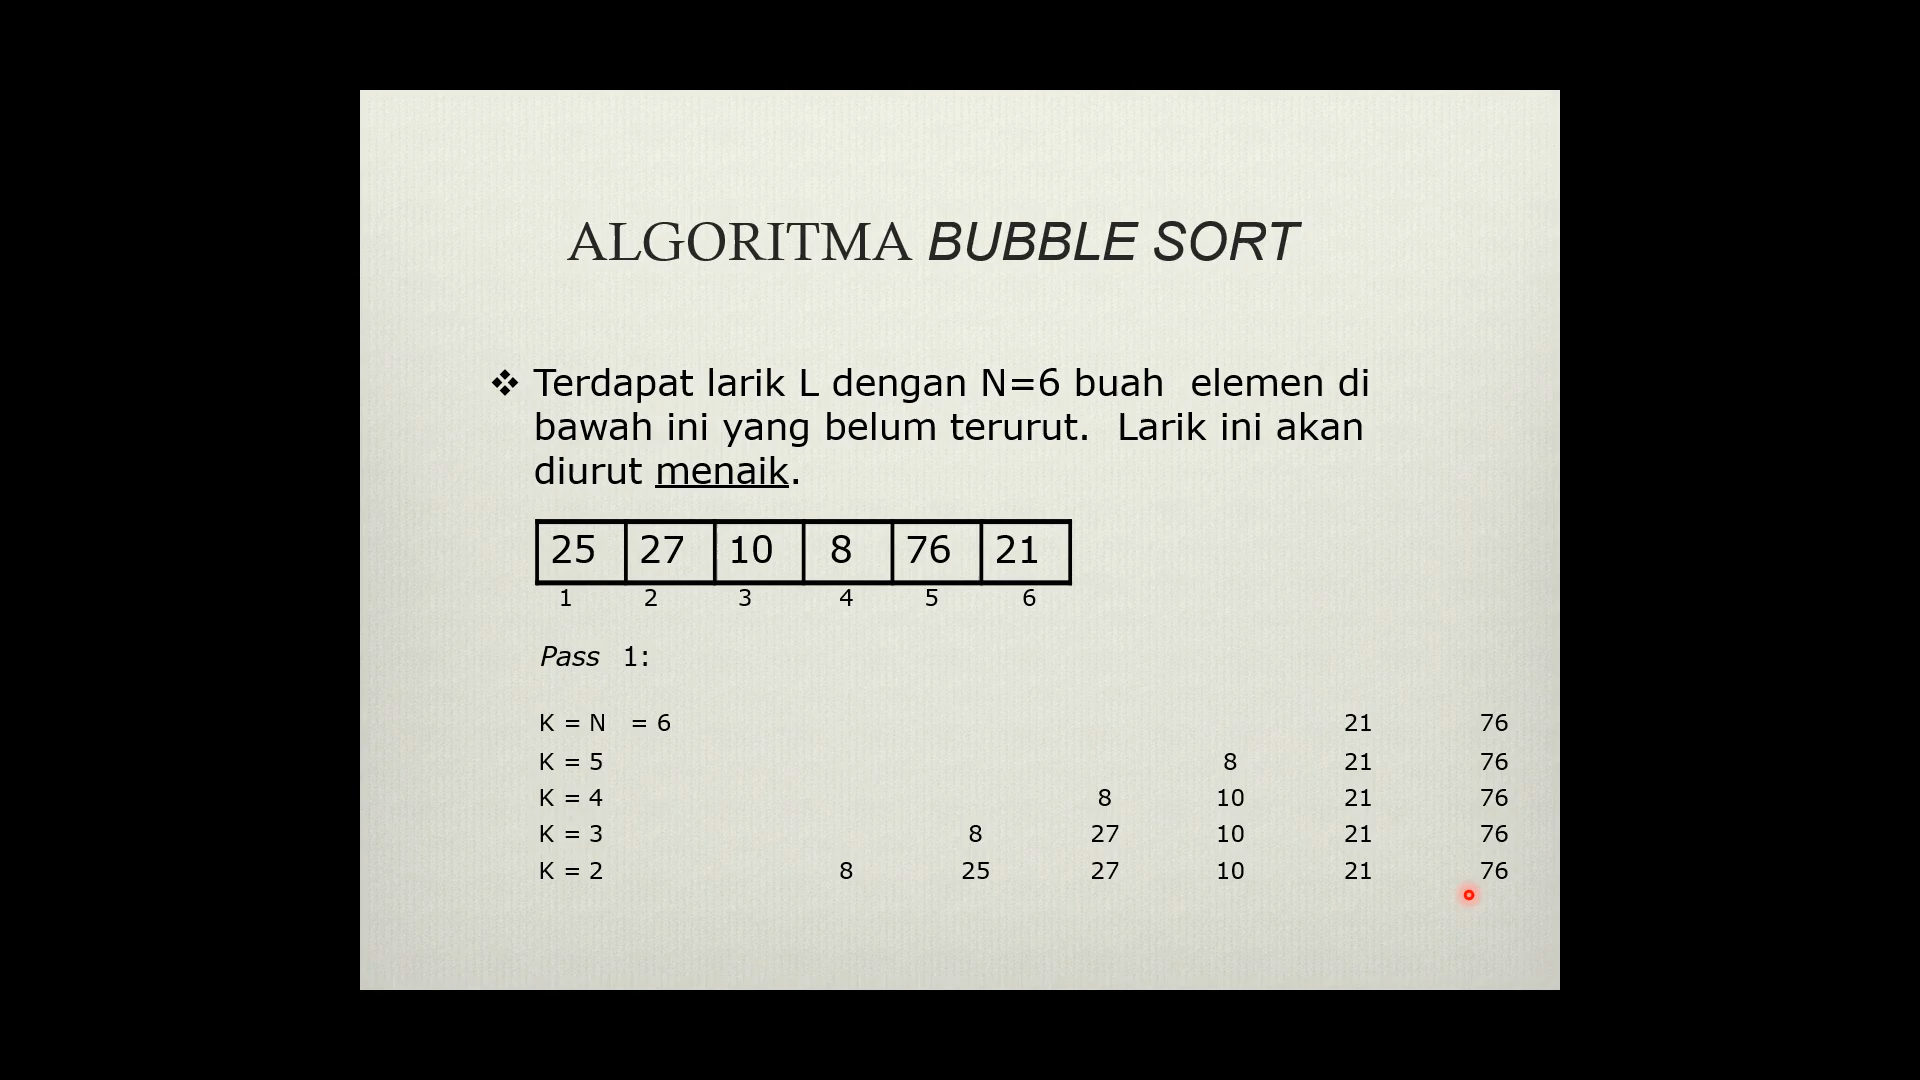 ALGORITMA BUBBLE SORT
❖ Terdapat larik L dengan N=6 buah elemen di
bawah ini yang belum terurut. Larik ini akan
diurut menaik.
25 27 10 8 76 21
1 2 3 4 5 6
Pass 1:
K = N = 6 21 76
K = 5 8 21 76
K = 4 8 10 21 76
K = 3 8 27 10 21 76
K = 2 8 25 27 10 21 76